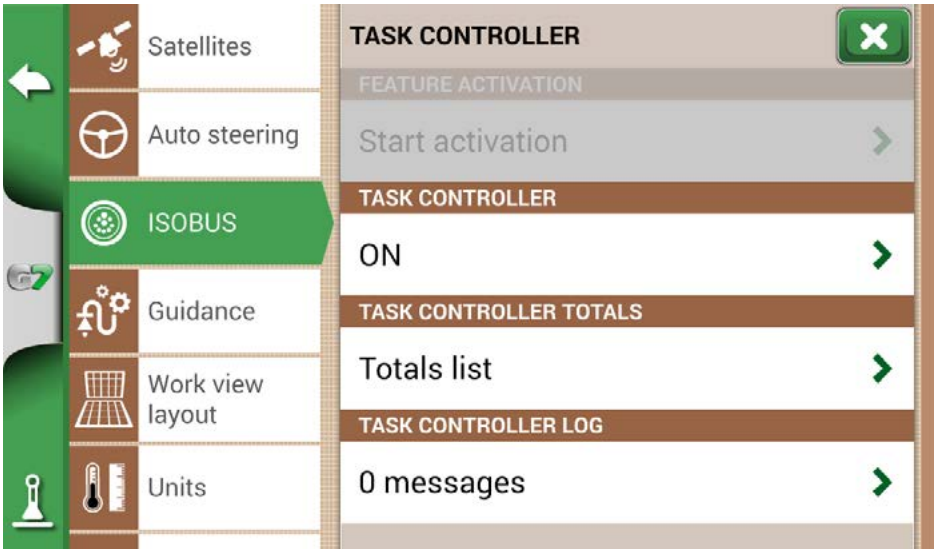 Satellites
Auto steering
ISOBUS
G7
Guidance
Work view
layout
Units
TASK CONTROLLER
FEATURE ACTIVATION
Start activation
TASK CONTROLLER
ON
TASK CONTROLLER TOTALS
Totals list
TASK CONTROLLER LOG
0 messages